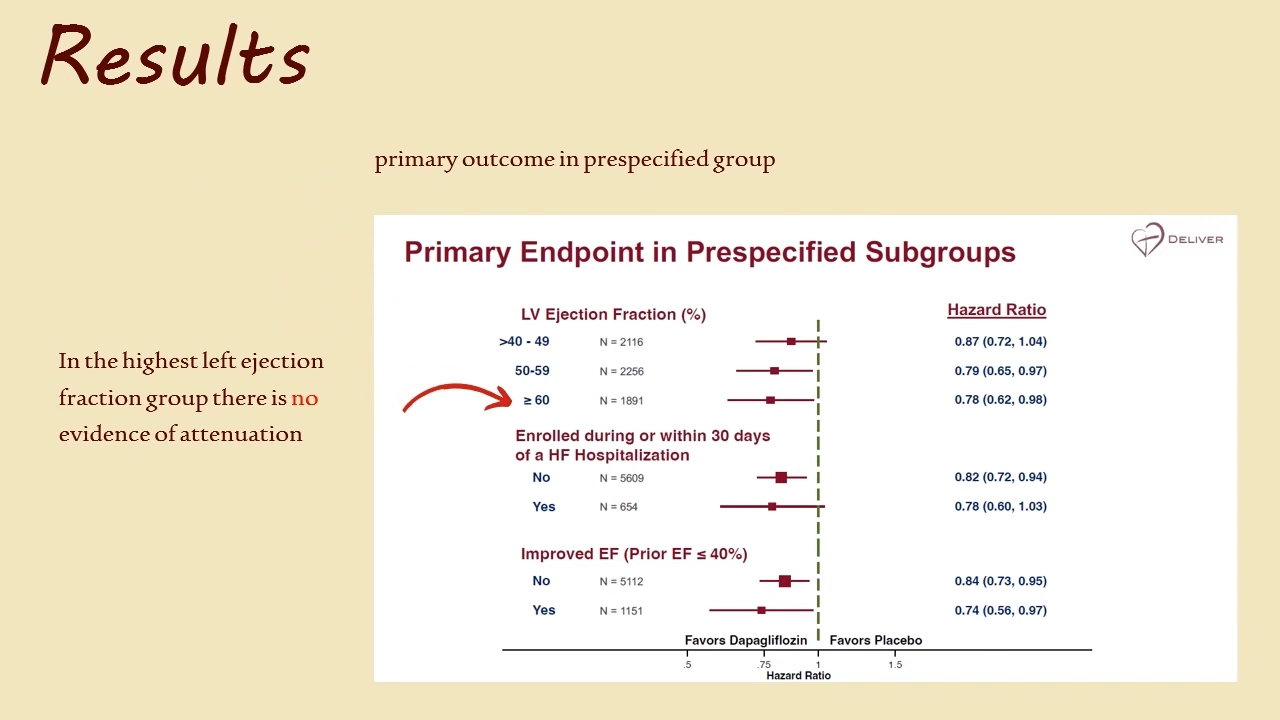 Results
primary outcome in prespecified group
In the highest left ejection
fraction group there is no
evidence of attenuation
DELIVER
Primary Endpoint in Prespecified Subgroups
LV Ejection Fraction (%)
Hazard Ratio
>40 - 49 N = 2116 0.87 (0.72, 1.04)
50-59 N = 2256 0.79 (0.65, 0.97)
≥ 60 N = 1891 0.78 (0.62, 0.98)
Enrolled during or within 30 days
of a HF Hospitalization
No N = 5609 0.82 (0.72, 0.94)
Yes N = 654 0.78 (0.60, 1.03)
Improved EF (Prior EF ≤ 40%)
No N = 5112 0.84 (0.73, 0.95)
Yes N = 1151 0.74 (0.56, 0.97)
Favors Dapagliflozin Favors Placebo
.5 .75 1 1.5
Hazard Ratio